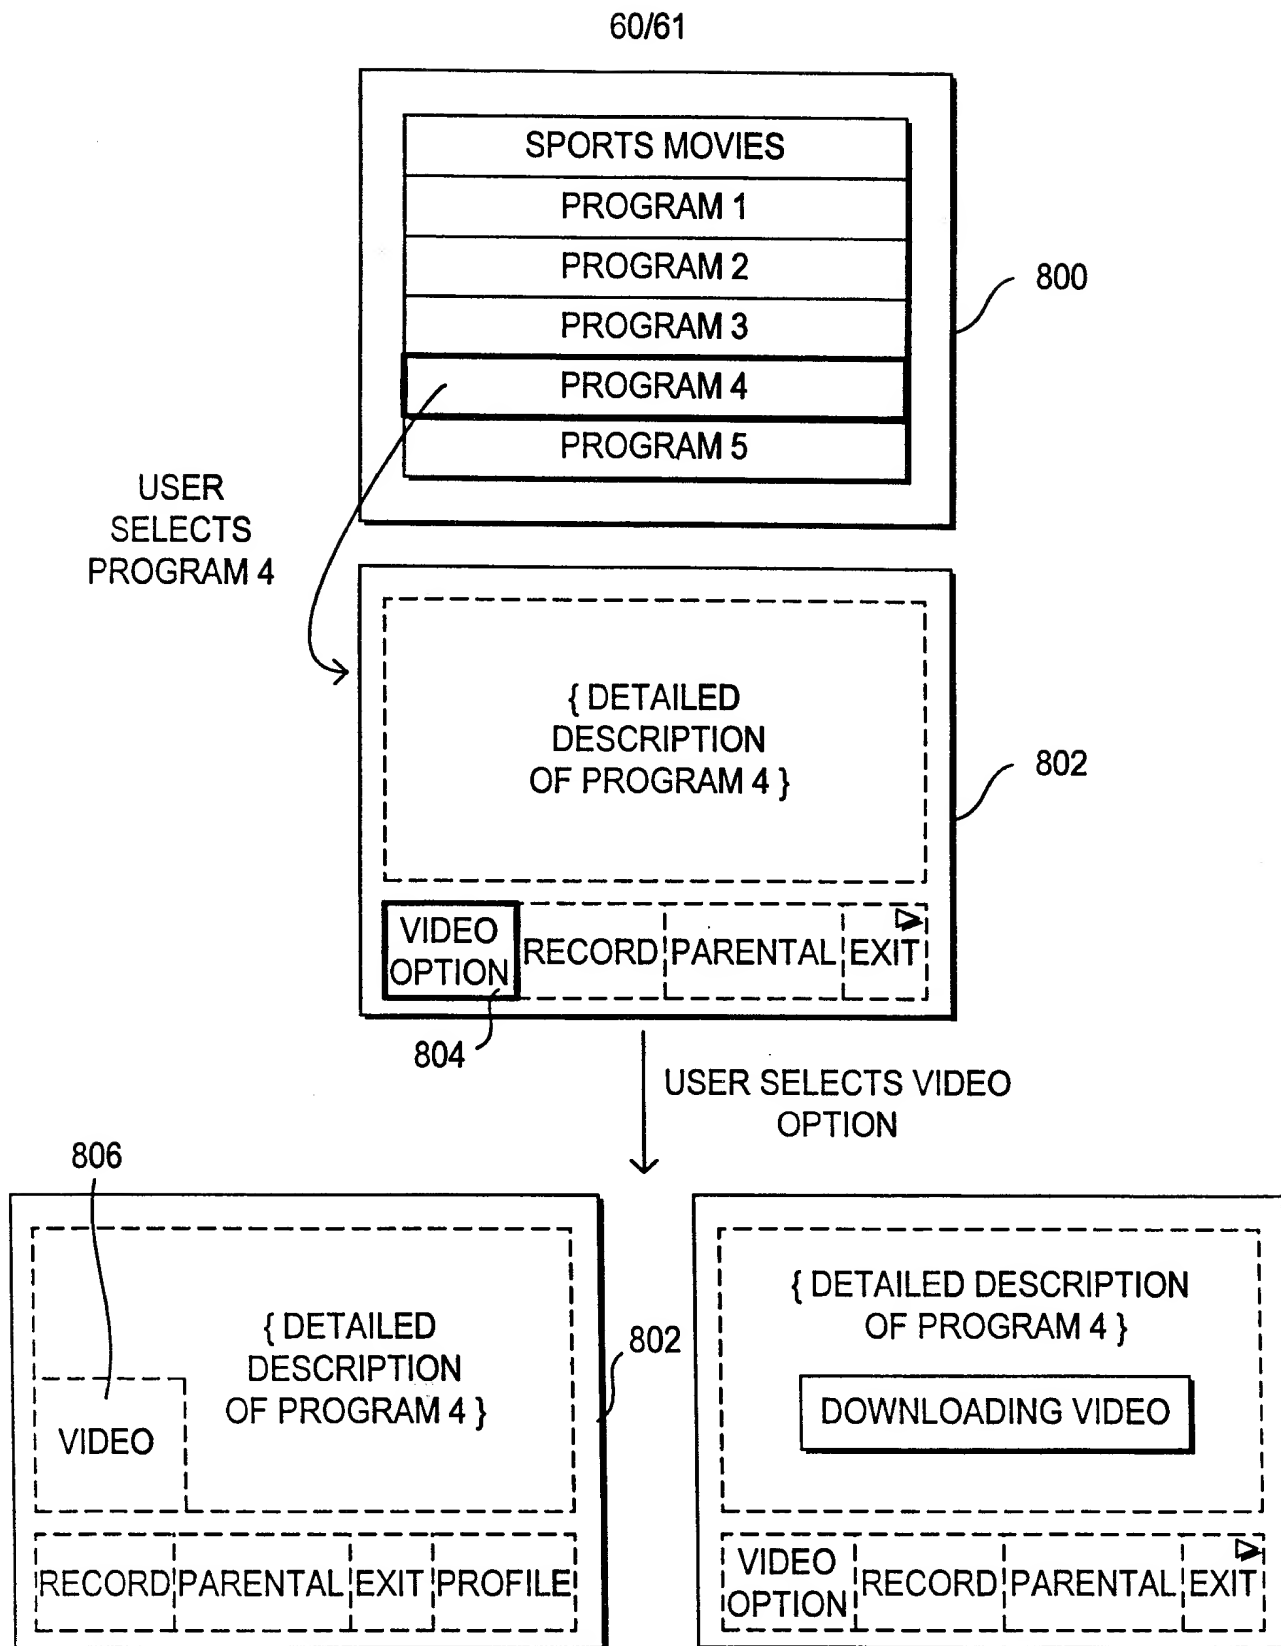 60/61
SPORTS MOVIES
PROGRAM 1
PROGRAM 2
800
PROGRAM 3
PROGRAM 4
PROGRAM 5
USER
SELECTS
PROGRAM 4
{ DETAILED
DESCRIPTION
OF PROGRAM 4 }
802
VIDEO
OPTION
RECORD
PARENTAL
EXIT
804
USER SELECTS VIDEO
OPTION
806
{ DETAILED
DESCRIPTION
OF PROGRAM 4 }
802
VIDEO
RECORD
PARENTAL
EXIT
PROFILE
{ DETAILED DESCRIPTION
OF PROGRAM 4 }
DOWNLOADING VIDEO
VIDEO
OPTION
RECORD
PARENTAL
EXIT